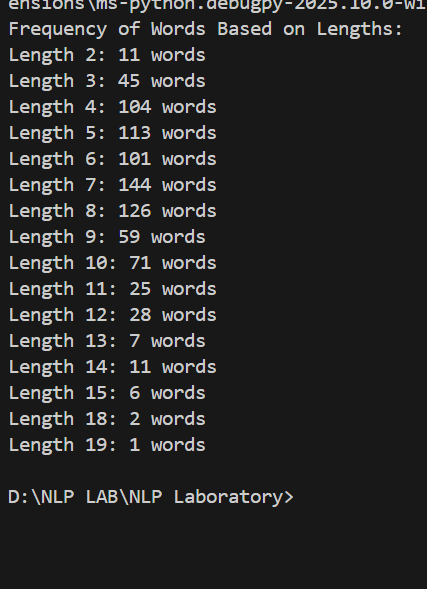 ensions\ms-python.debugpy-2025.10.0-wi
Frequency of Words Based on Lengths:
Length 2: 11 words
Length 3: 45 words
Length 4: 104 words
Length 5: 113 words
Length 6: 101 words
Length 7: 144 words
Length 8: 126 words
Length 9: 59 words
Length 10: 71 words
Length 11: 25 words
Length 12: 28 words
Length 13: 7 words
Length 14: 11 words
Length 15: 6 words
Length 18: 2 words
Length 19: 1 words
D:\NLP LAB\NLP Laboratory>